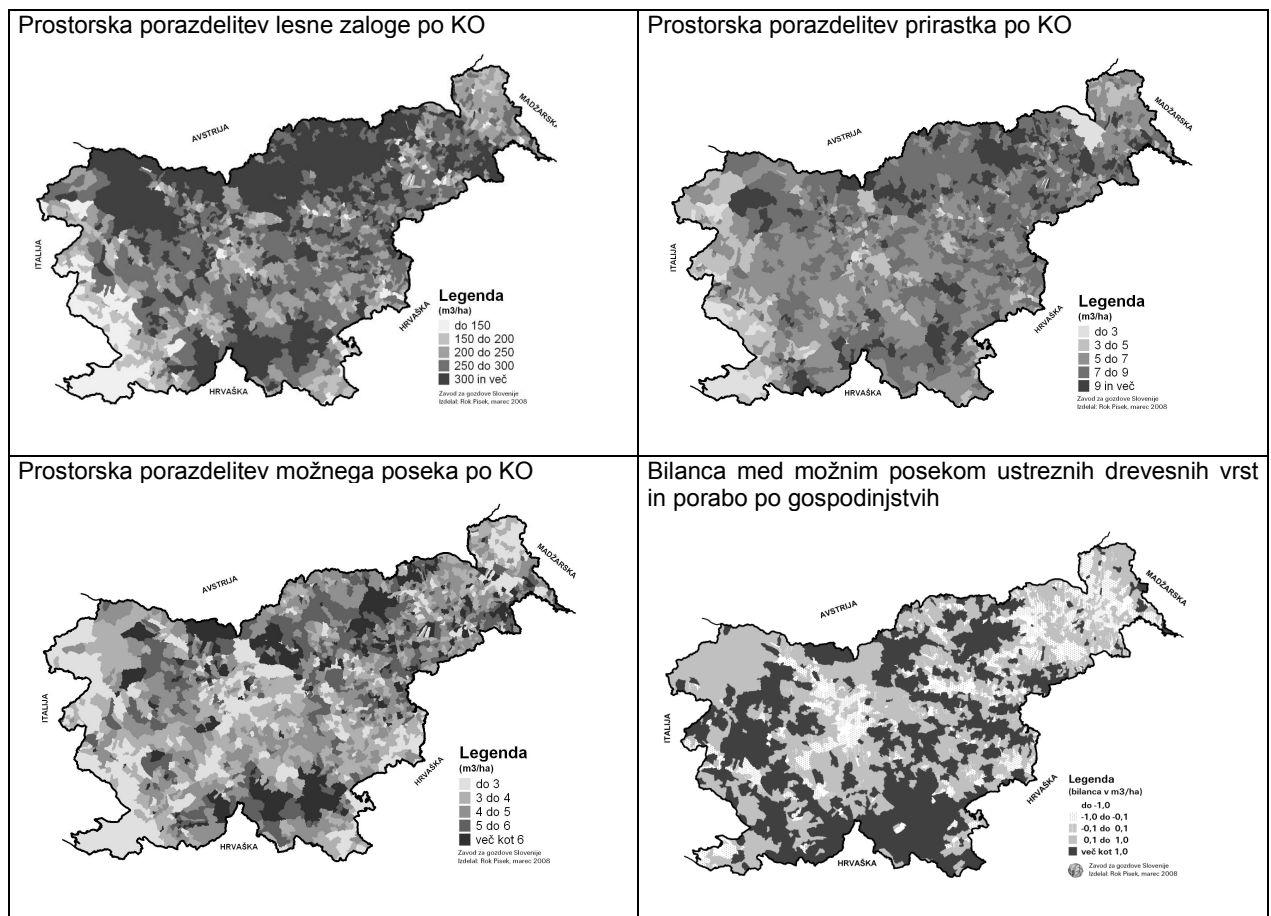 Prostorska porazdelitev lesne zaloge po KO
AVSTRIJA
MADŽARSKA
ITALIJA
HRVAŠKA
HRVAŠKA
Legenda
(m3/ha)
do 150
150 do 200
200 do 250
250 do 300
300 in več
Zavod za gozdove Slovenije
Izdelal: Rok Pisek, marec 2008
Prostorska porazdelitev prirastka po KO
AVSTRIJA
MADŽARSKA
ITALIJA
HRVAŠKA
HRVAŠKA
Legenda
(m3/ha)
do 3
3 do 5
5 do 7
7 do 9
9 in več
Zavod za gozdove Slovenije
Izdelal: Rok Pisek, marec 2008
Prostorska porazdelitev možnega poseka po KO
AVSTRIJA
MADŽARSKA
ITALIJA
HRVAŠKA
HRVAŠKA
Legenda
(m3/ha)
do 3
3 do 4
4 do 5
5 do 6
več kot 6
Zavod za gozdove Slovenije
Izdelal: Rok Pisek, marec 2008
Bilanca med možnim posekom ustreznih drevesnih vrst
in porabo po gospodinjstvih
AVSTRIJA
MADŽARSKA
ITALIJA
HRVAŠKA
HRVAŠKA
Legenda
(bilanca v m3/ha)
do -1,0
-1,0 do -0,1
-0,1 do 0,1
0,1 do 1,0
več kot 1,0
Zavod za gozdove Slovenije
Izdelal: Rok Pisek, marec 2008